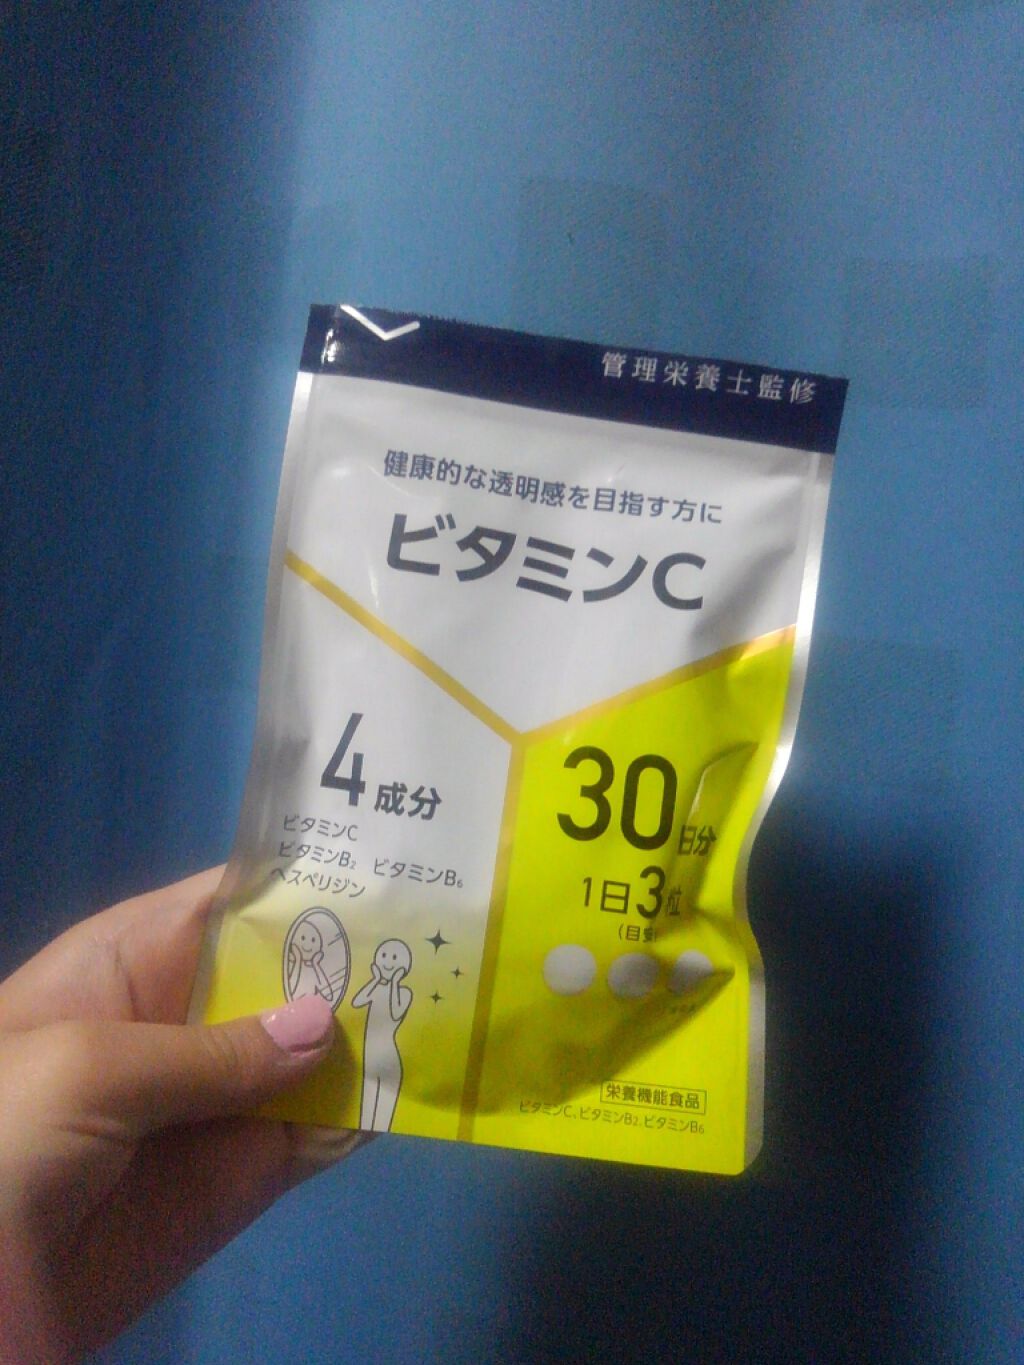 管理栄養士監修
健康的な透明感を目指す方に
ビタミンC
4成分
ビタミンC
ビタミンB₂ ビタミンB₆
ヘスペリジン
30日分
1日3粒
(目安)
栄養機能食品
ビタミンC、ビタミンB₂、ビタミンB₆